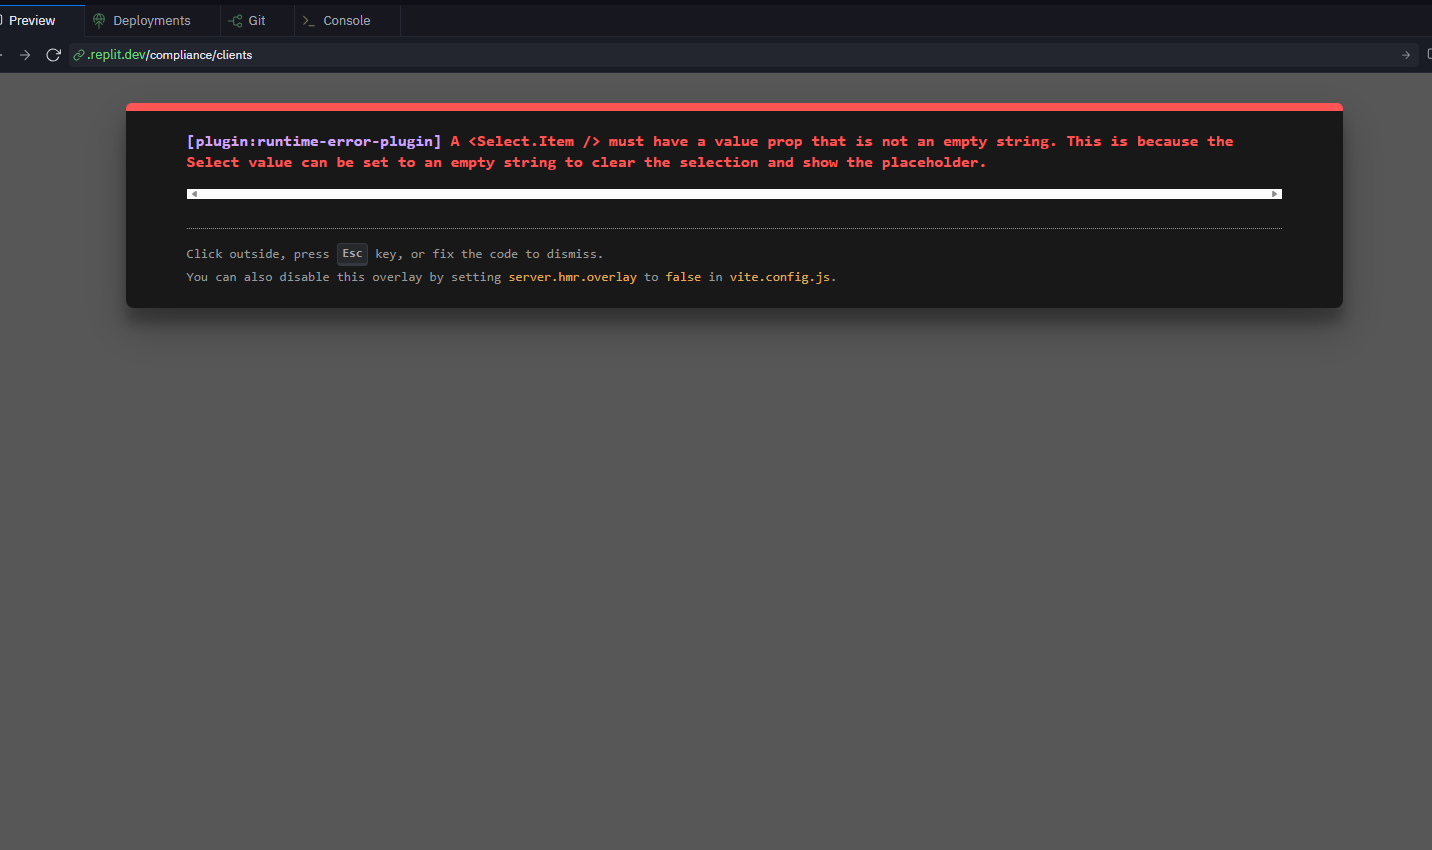 Preview
Deployments
Git
Console
.replit.dev/compliance/clients
[plugin:runtime-error-plugin] A <Select.Item /> must have a value prop that is not an empty string. This is because the
Select value can be set to an empty string to clear the selection and show the placeholder.
Click outside, press Esc key, or fix the code to dismiss.
You can also disable this overlay by setting server.hmr.overlay to false in vite.config.js.